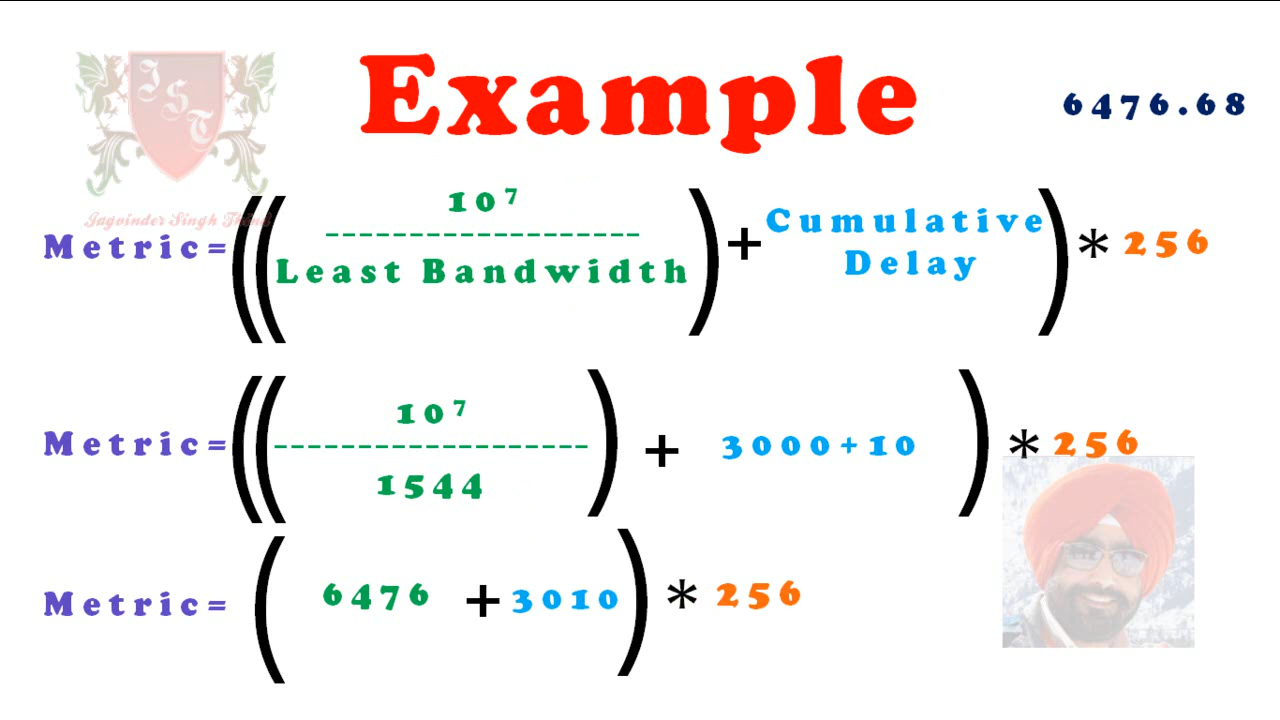 IST
Jagvinder Singh Thind
Example
6476.68
10⁷
------------------
Metric=(( Least Bandwidth ) + Cumulative Delay ) * 256
10⁷
------------------
Metric=(( 1544 ) + 3000+10 ) * 256
Metric= ( 6476 + 3010 ) * 256